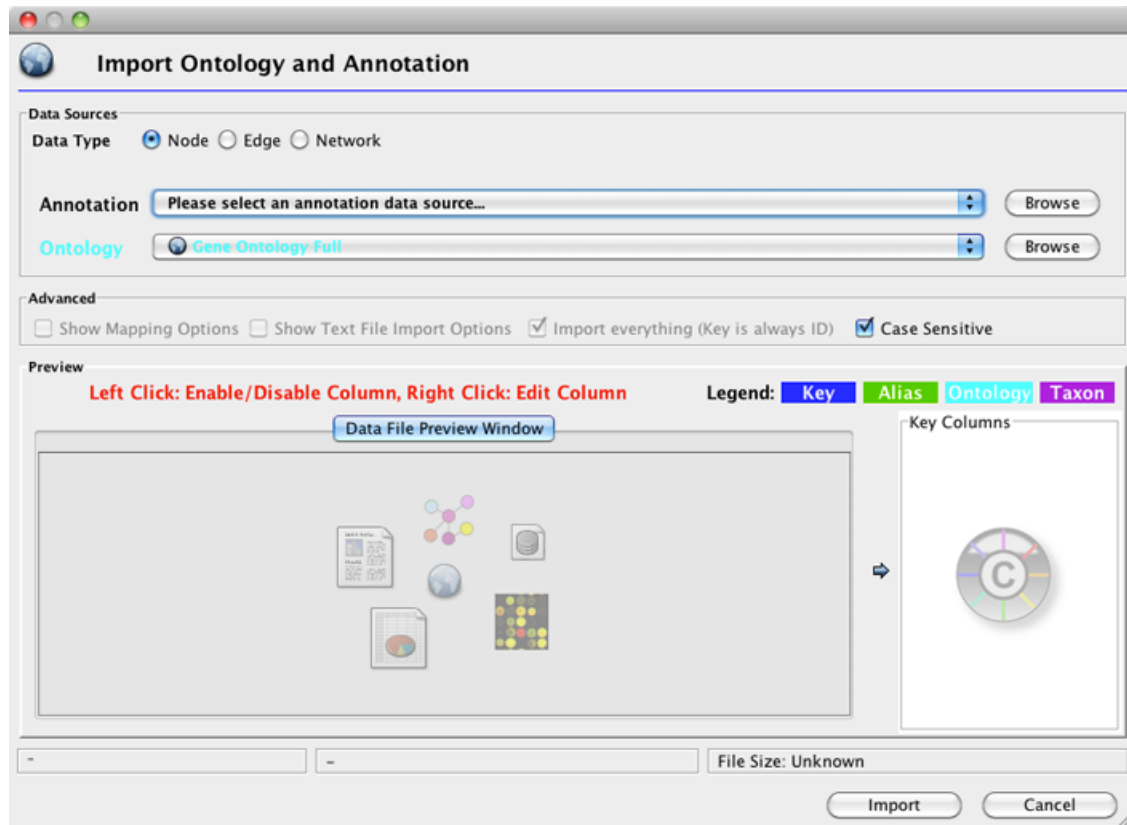 Import Ontology and Annotation
Data Sources
Data Type Node Edge Network
Annotation Please select an annotation data source... Browse
Ontology Gene Ontology Full Browse
Advanced
Show Mapping Options Show Text File Import Options Import everything (Key is always ID) Case Sensitive
Preview
Left Click: Enable/Disable Column, Right Click: Edit Column Legend: Key Alias Ontology Taxon
Data File Preview Window
Key Columns
C
- – File Size: Unknown
Import Cancel